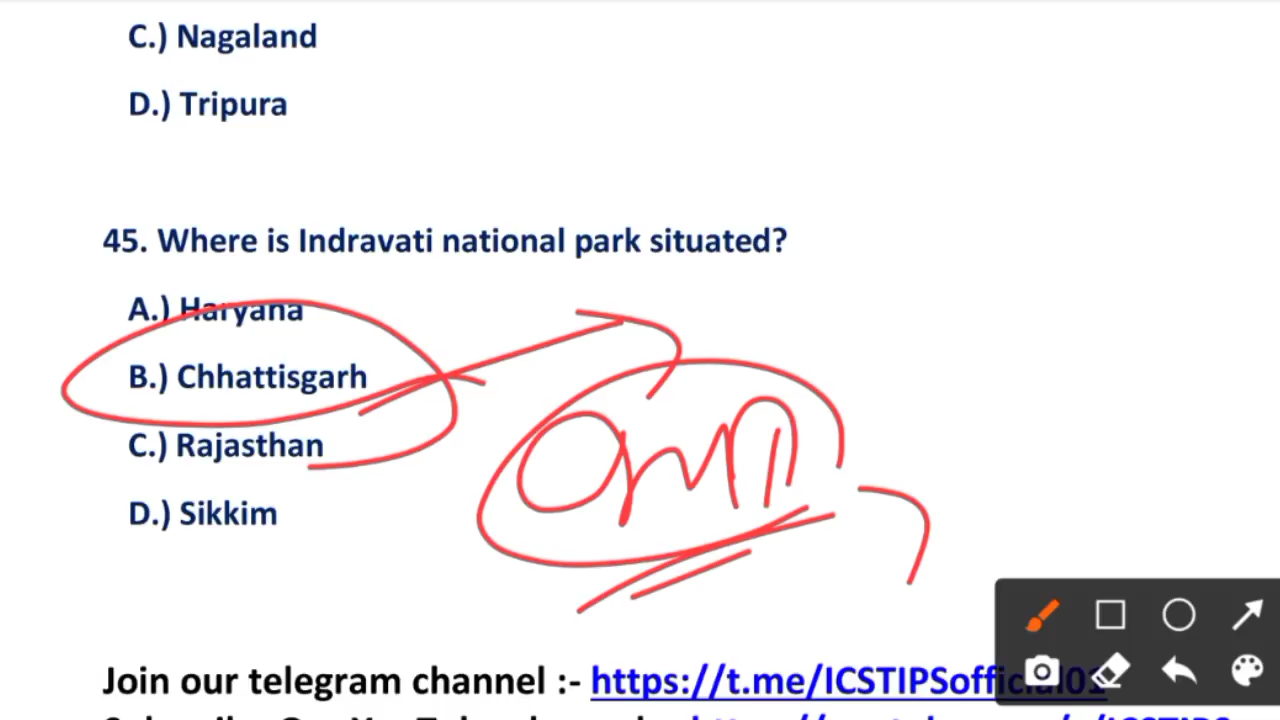 C.) Nagaland
D.) Tripura
45. Where is Indravati national park situated?
A.) Haryana
B.) Chhattisgarh
C.) Rajasthan
D.) Sikkim
Join our telegram channel :- https://t.me/ICSTIPSofficial01